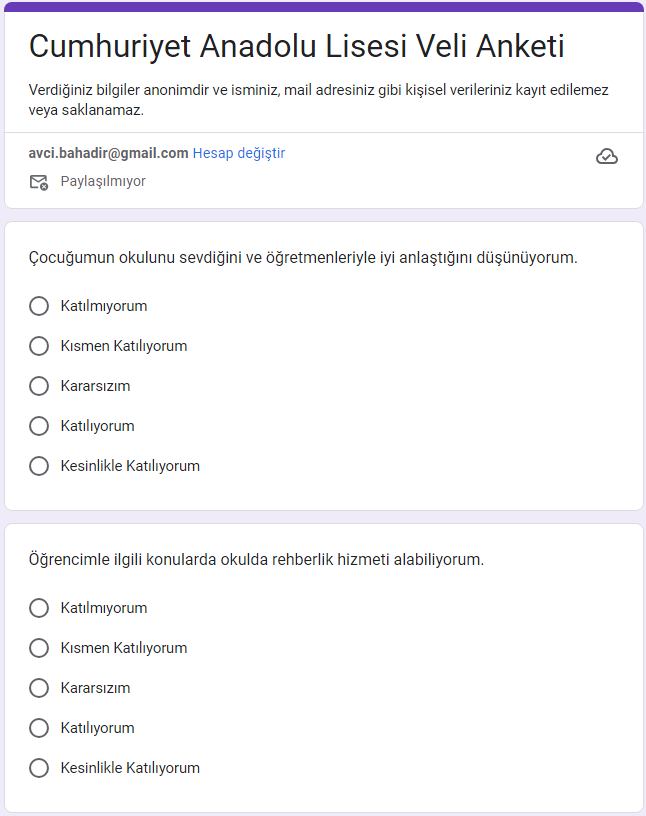 Cumhuriyet Anadolu Lisesi Veli Anketi
Verdiğiniz bilgiler anonimdir ve isminiz, mail adresiniz gibi kişisel verileriniz kayıt edilemez
veya saklanamaz.
avci.bahadir@gmail.com Hesap değiştir
Paylaşılmıyor
Çocuğumun okulunu sevdiğini ve öğretmenleriyle iyi anlaştığını düşünüyorum.
Katılmıyorum
Kısmen Katılıyorum
Kararsızım
Katılıyorum
Kesinlikle Katılıyorum
Öğrencimle ilgili konularda okulda rehberlik hizmeti alabiliyorum.
Katılmıyorum
Kısmen Katılıyorum
Kararsızım
Katılıyorum
Kesinlikle Katılıyorum